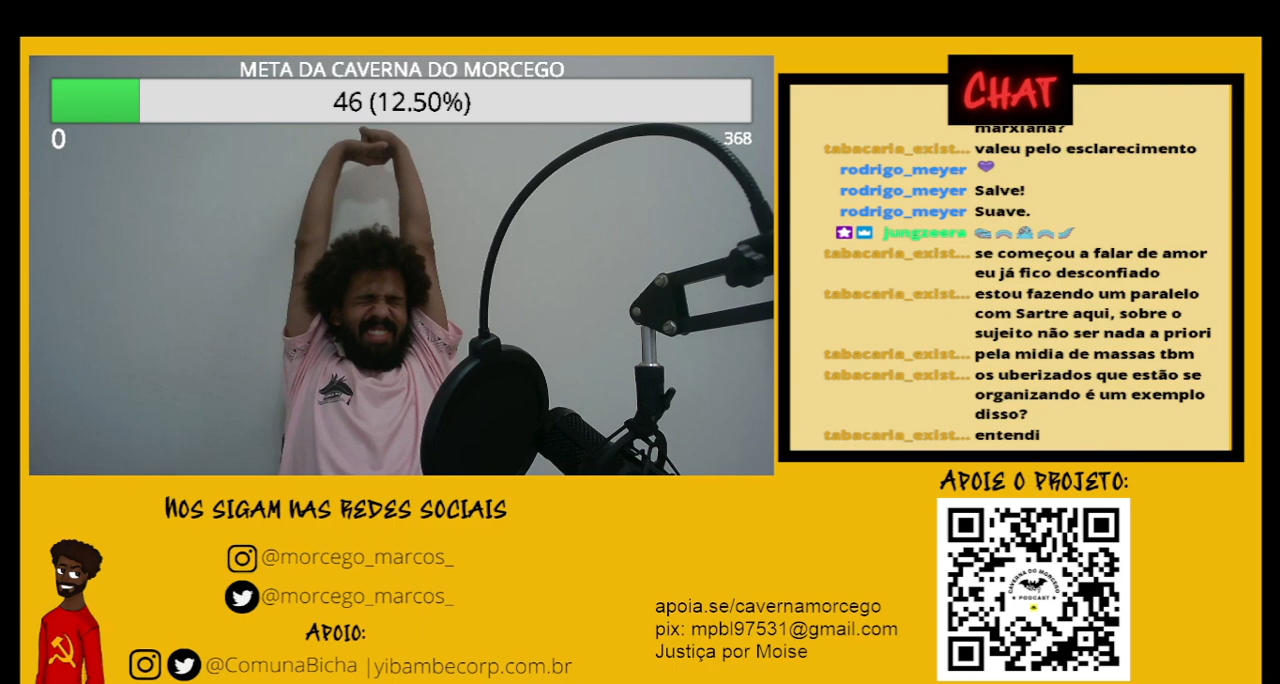 META DA CAVERNA DO MORCEGO
46 (12.50%)
0
368
CHAT
marxiana?
tabacaria_exist... valeu pelo esclarecimento
rodrigo_meyer
rodrigo_meyer Salve!
rodrigo_meyer Suave.
jungzeera
tabacaria_exist... se começou a falar de amor
eu já fico desconfiado
tabacaria_exist... estou fazendo um paralelo
com Sartre aqui, sobre o
sujeito não ser nada a priori
tabacaria_exist... pela midia de massas tbm
tabacaria_exist... os uberizados que estão se
organizando é um exemplo
disso?
tabacaria_exist... entendi
NOS SIGAM NAS REDES SOCIAIS
@morcego_marcos_
@morcego_marcos_
APOIO:
@ComunaBicha |yibambecorp.com.br
apoia.se/cavernamorcego
pix: mpbl97531@gmail.com
Justiça por Moise
APOIE O PROJETO:
CAVERNA DO MORCEGO
PODCAST